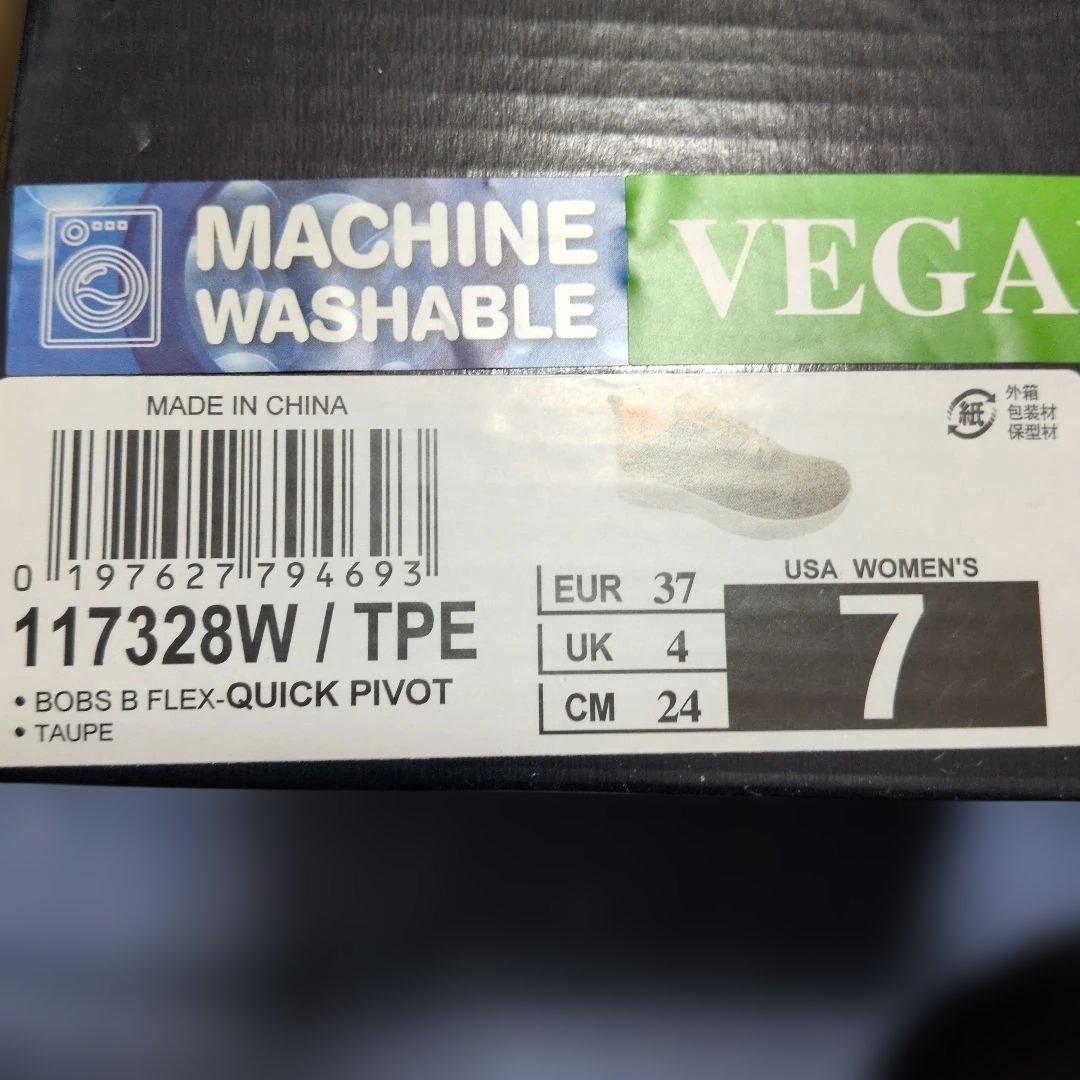 MACHINE
WASHABLE
VEGA
MADE IN CHINA
紙
外箱
包装材
保型材
0 197627 794693
117328W / TPE
• BOBS B FLEX-QUICK PIVOT
• TAUPE
EUR 37
UK 4
CM 24
USA WOMEN'S
7